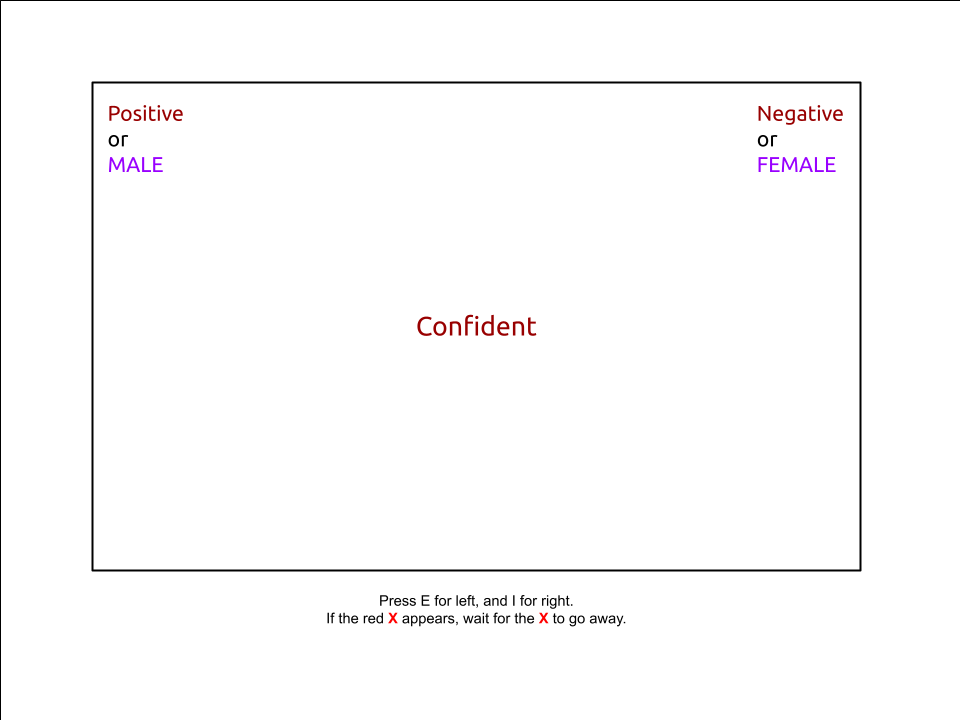 Positive
or
MALE
Negative
or
FEMALE
Confident
Press E for left, and I for right.
If the red X appears, wait for the X to go away.